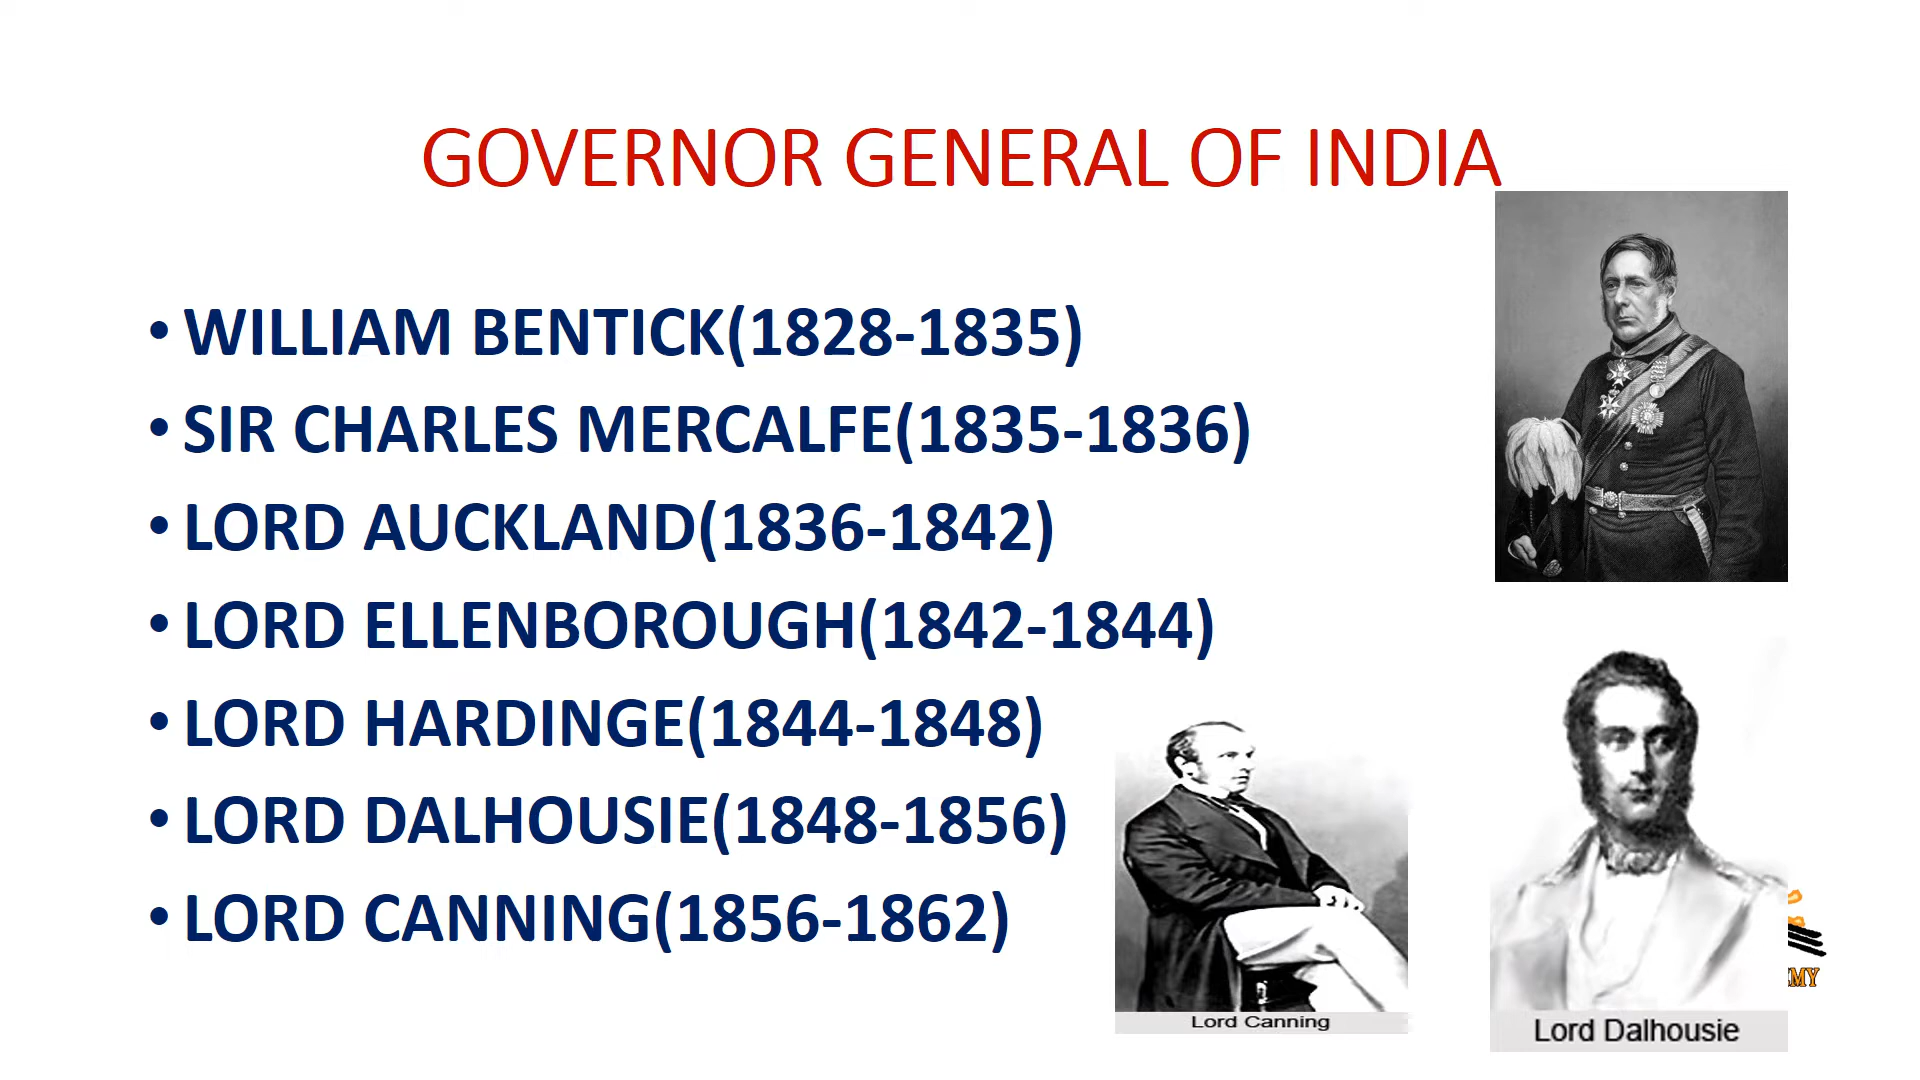 GOVERNOR GENERAL OF INDIA
• WILLIAM BENTICK(1828-1835)
• SIR CHARLES MERCALFE(1835-1836)
• LORD AUCKLAND(1836-1842)
• LORD ELLENBOROUGH(1842-1844)
• LORD HARDINGE(1844-1848)
• LORD DALHOUSIE(1848-1856)
• LORD CANNING(1856-1862)
Lord Canning
Lord Dalhousie